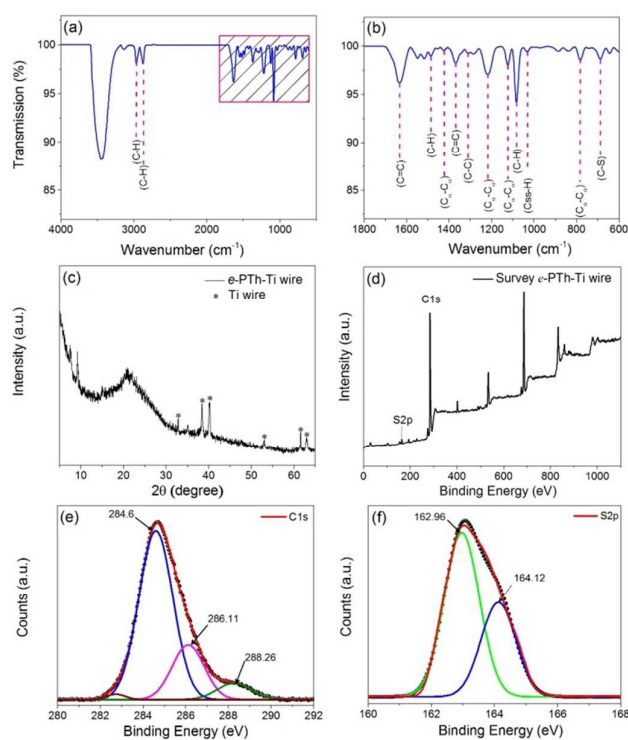 (a)
100
95
90
85
Transmission (%)
(C-H)
(C-H)
4000 3000 2000 1000
Wavenumber (cm⁻¹)
(b)
100
95
90
85
(C=C)
(C-H)
(Cα-Cα)
(C=C)
(C-C)
(Cα-Cα)
(Cα-Cα)
(C-H)
(Css-H)
(Cα-Cα)
(C-S)
1800 1600 1400 1200 1000 800 600
Wavenumber (cm⁻¹)
(c)
e-PTh-Ti wire
* Ti wire
Intensity (a.u.)
* * * * * *
10 20 30 40 50 60
2θ (degree)
(d)
Survey e-PTh-Ti wire
C1s
S2p
Intensity (a.u.)
0 200 400 600 800 1000
Binding Energy (eV)
(e)
C1s
284.6
286.11
288.26
Counts (a.u.)
280 282 284 286 288 290 292
Binding Energy (eV)
(f)
S2p
162.96
164.12
Counts (a.u.)
160 162 164 166 168
Binding Energy (eV)